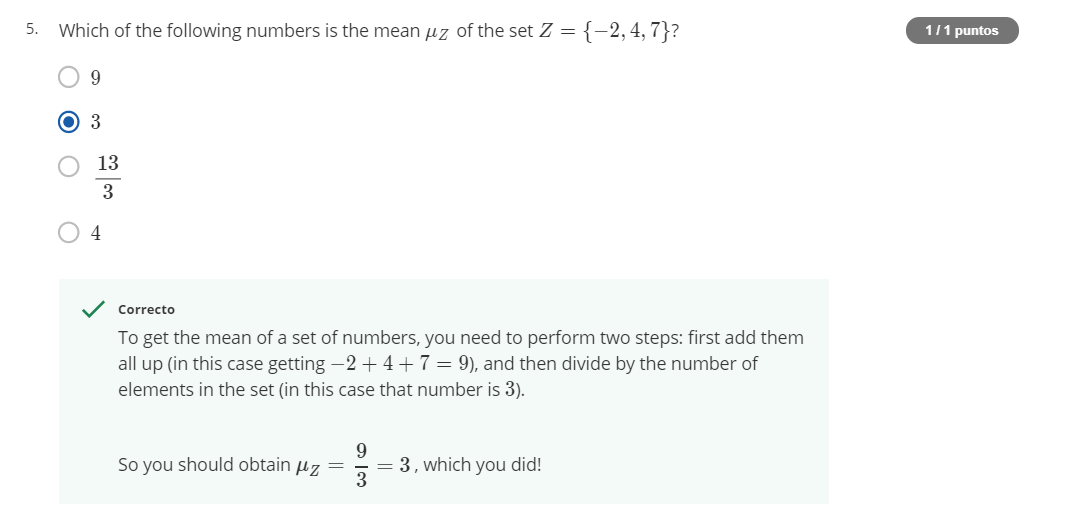 5. Which of the following numbers is the mean μ_Z of the set Z = {−2, 4, 7}? 1 / 1 puntos
9
3
13/3
4
Correcto
To get the mean of a set of numbers, you need to perform two steps: first add them
all up (in this case getting −2 + 4 + 7 = 9), and then divide by the number of
elements in the set (in this case that number is 3).
So you should obtain μ_Z = 9/3 = 3, which you did!